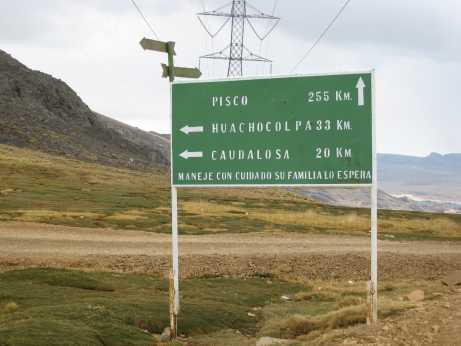 PISCO 255 KM.
HUACHOCOLPA 33 KM.
CAUDALOSA 20 KM
MANEJE CON CUIDADO SU FAMILIA LO ESPERA